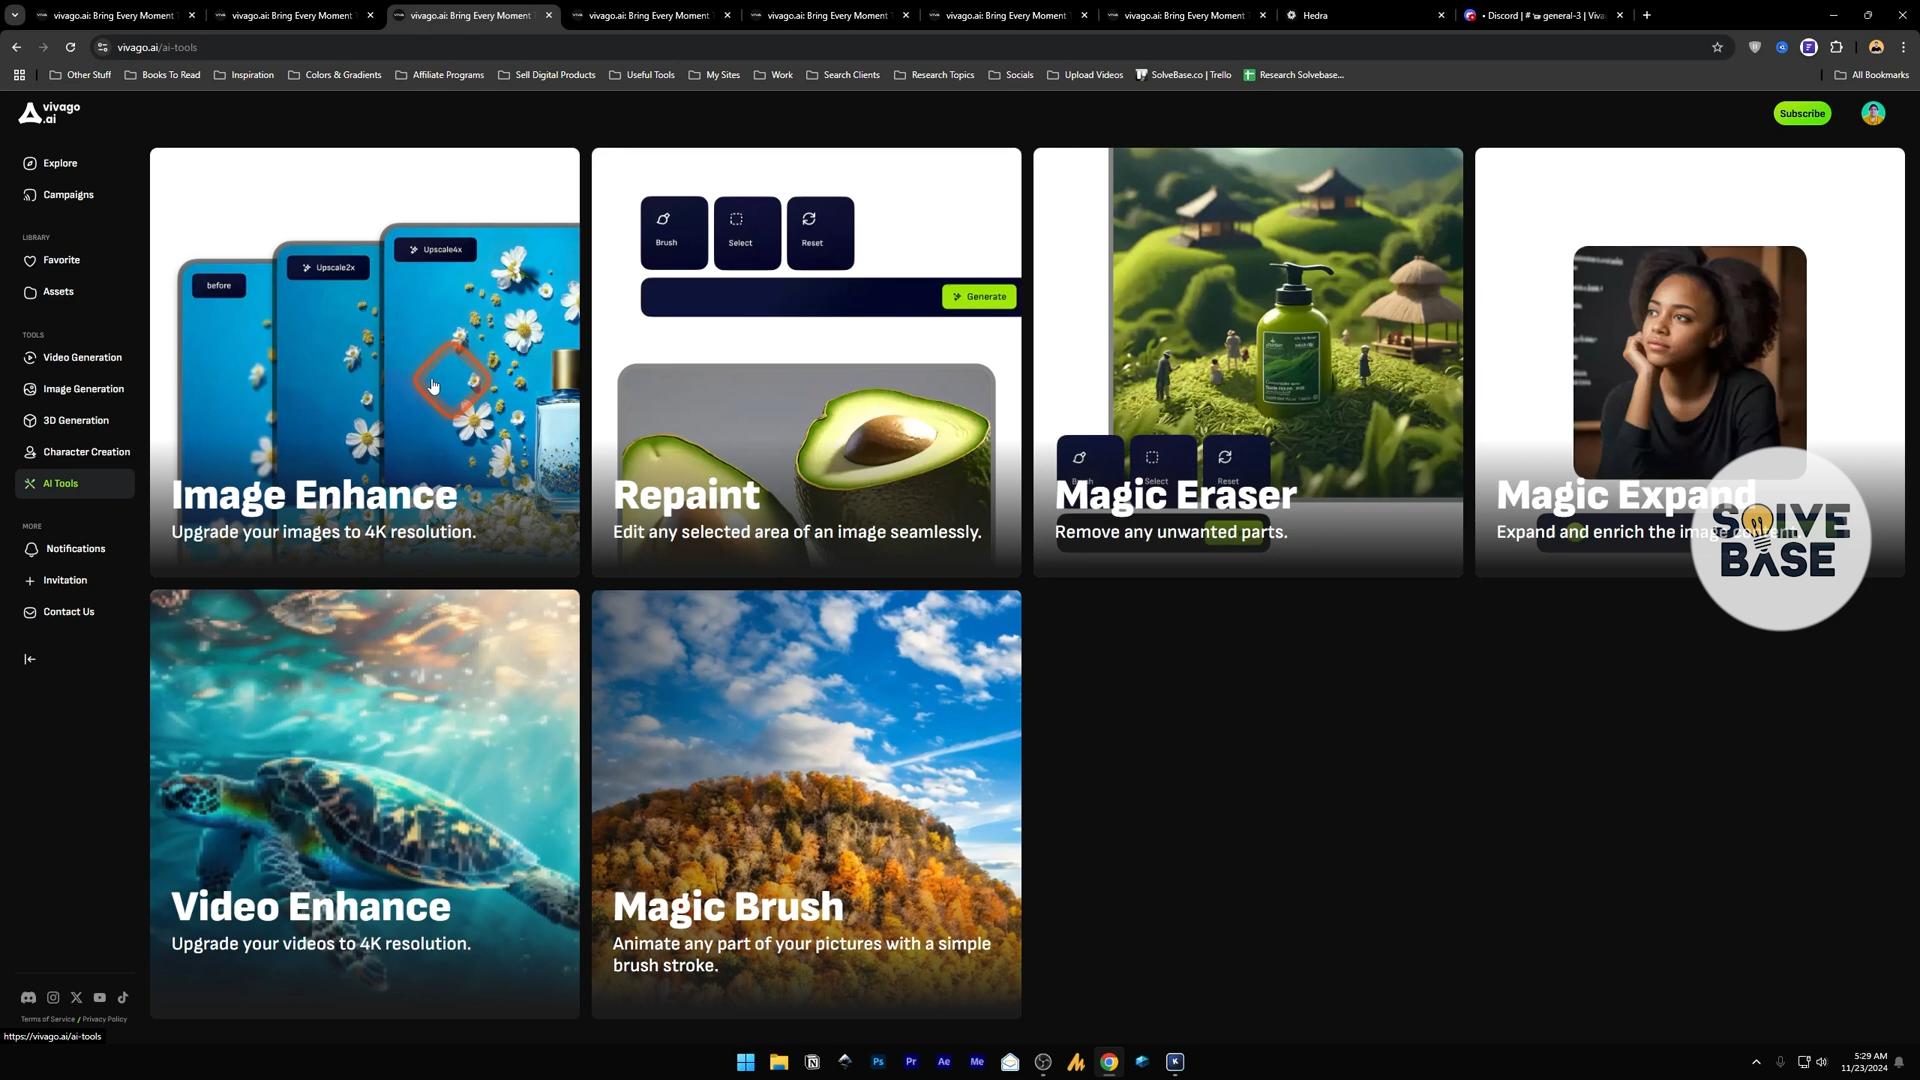 vivago.ai: Bring Every Moment T
vivago.ai: Bring Every Moment
vivago.ai: Bring Every Moment T
vivago.ai: Bring Every Moment T
vivago.ai: Bring Every Moment
vivago.ai: Bring Every Moment T
vivago.ai: Bring Every Moment T
Hedra
• Discord | # general-3 | Viva
vivago.ai/ai-tools
Other Stuff
Books To Read
Inspiration
Colors & Gradients
Affiliate Programs
Sell Digital Products
Useful Tools
My Sites
Work
Search Clients
Research Topics
Socials
Upload Videos
SolveBase.co | Trello
Research Solvebase...
All Bookmarks
vivago
.ai
Subscribe
Explore
Campaigns
LIBRARY
Favorite
Assets
TOOLS
Video Generation
Image Generation
3D Generation
Character Creation
AI Tools
MORE
Notifications
Invitation
Contact Us
Terms of Service / Privacy Policy
https://vivago.ai/ai-tools
before
Upscale2x
Upscale4x
Image Enhance
Upgrade your images to 4K resolution.
Brush
Select
Reset
Generate
Repaint
Edit any selected area of an image seamlessly.
Select
Reset
Magic Eraser
Remove any unwanted parts.
Magic Expand
Expand and enrich the image
SOLVE
BASE
Video Enhance
Upgrade your videos to 4K resolution.
Magic Brush
Animate any part of your pictures with a simple
brush stroke.
Ps
Pr
Ae
Me
K
5:29 AM
11/23/2024